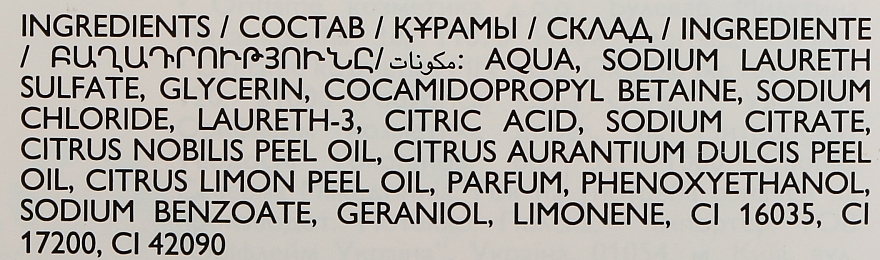 INGREDIENTS / СОСТАВ / ҚҰРАМЫ / СКЛАД / INGREDIENTE
/ ԲԱՂԱԴՐՈՒԹՅՈՒՆԸ/مكونات: AQUA, SODIUM LAURETH
SULFATE, GLYCERIN, COCAMIDOPROPYL BETAINE, SODIUM
CHLORIDE, LAURETH-3, CITRIC ACID, SODIUM CITRATE,
CITRUS NOBILIS PEEL OIL, CITRUS AURANTIUM DULCIS PEEL
OIL, CITRUS LIMON PEEL OIL, PARFUM, PHENOXYETHANOL,
SODIUM BENZOATE, GERANIOL, LIMONENE, CI 16035, CI
17200, CI 42090